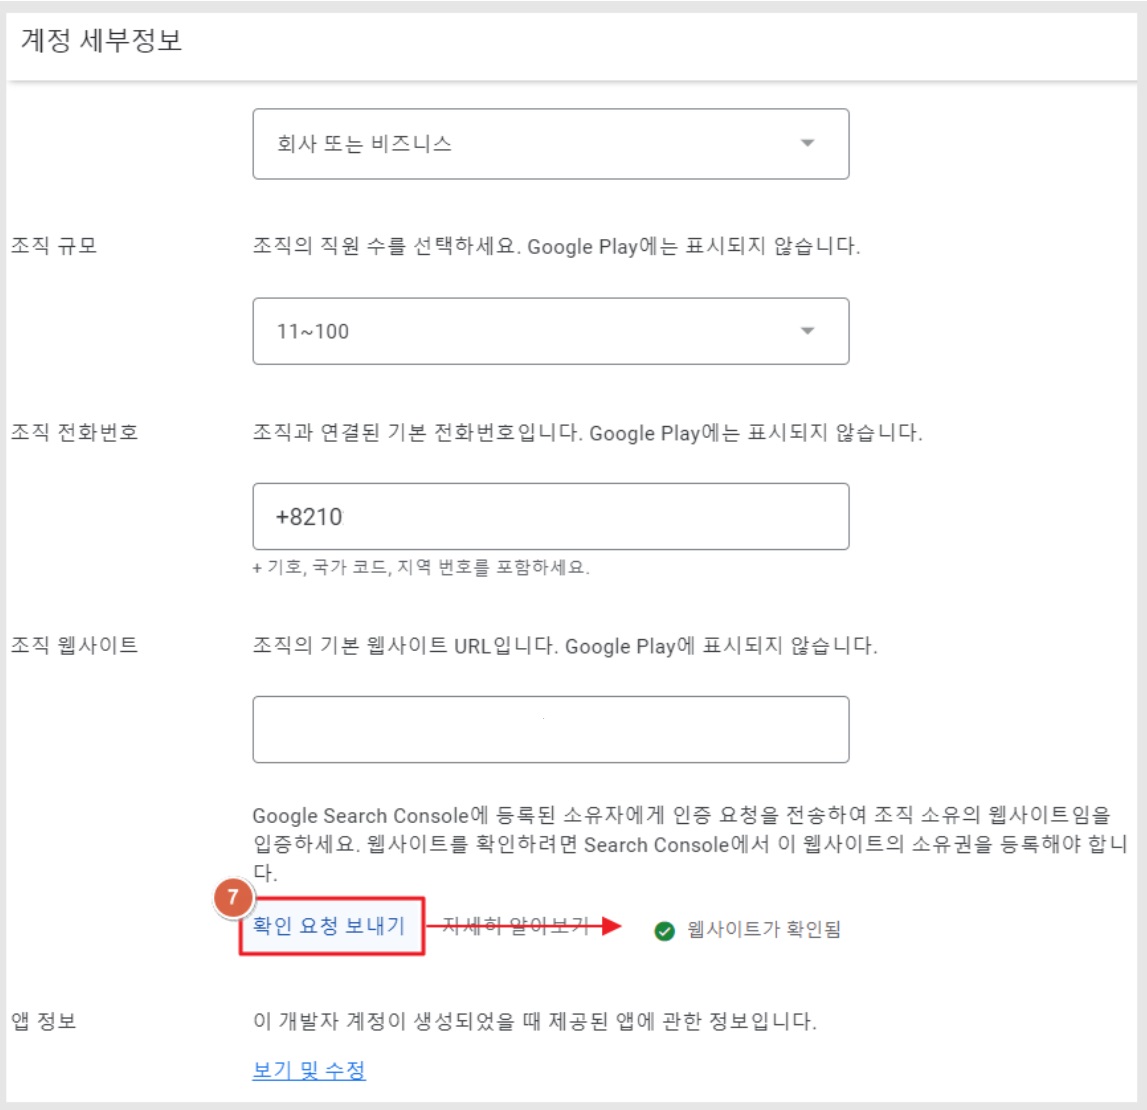 계정 세부정보
회사 또는 비즈니스
조직 규모
조직의 직원 수를 선택하세요. Google Play에는 표시되지 않습니다.
11~100
조직 전화번호
조직과 연결된 기본 전화번호입니다. Google Play에는 표시되지 않습니다.
+8210
+ 기호, 국가 코드, 지역 번호를 포함하세요.
조직 웹사이트
조직의 기본 웹사이트 URL입니다. Google Play에 표시되지 않습니다.
Google Search Console에 등록된 소유자에게 인증 요청을 전송하여 조직 소유의 웹사이트임을
입증하세요. 웹사이트를 확인하려면 Search Console에서 이 웹사이트의 소유권을 등록해야 합니
다.
7
확인 요청 보내기 자세히 알아보기 웹사이트가 확인됨
앱 정보
이 개발자 계정이 생성되었을 때 제공된 앱에 관한 정보입니다.
보기 및 수정